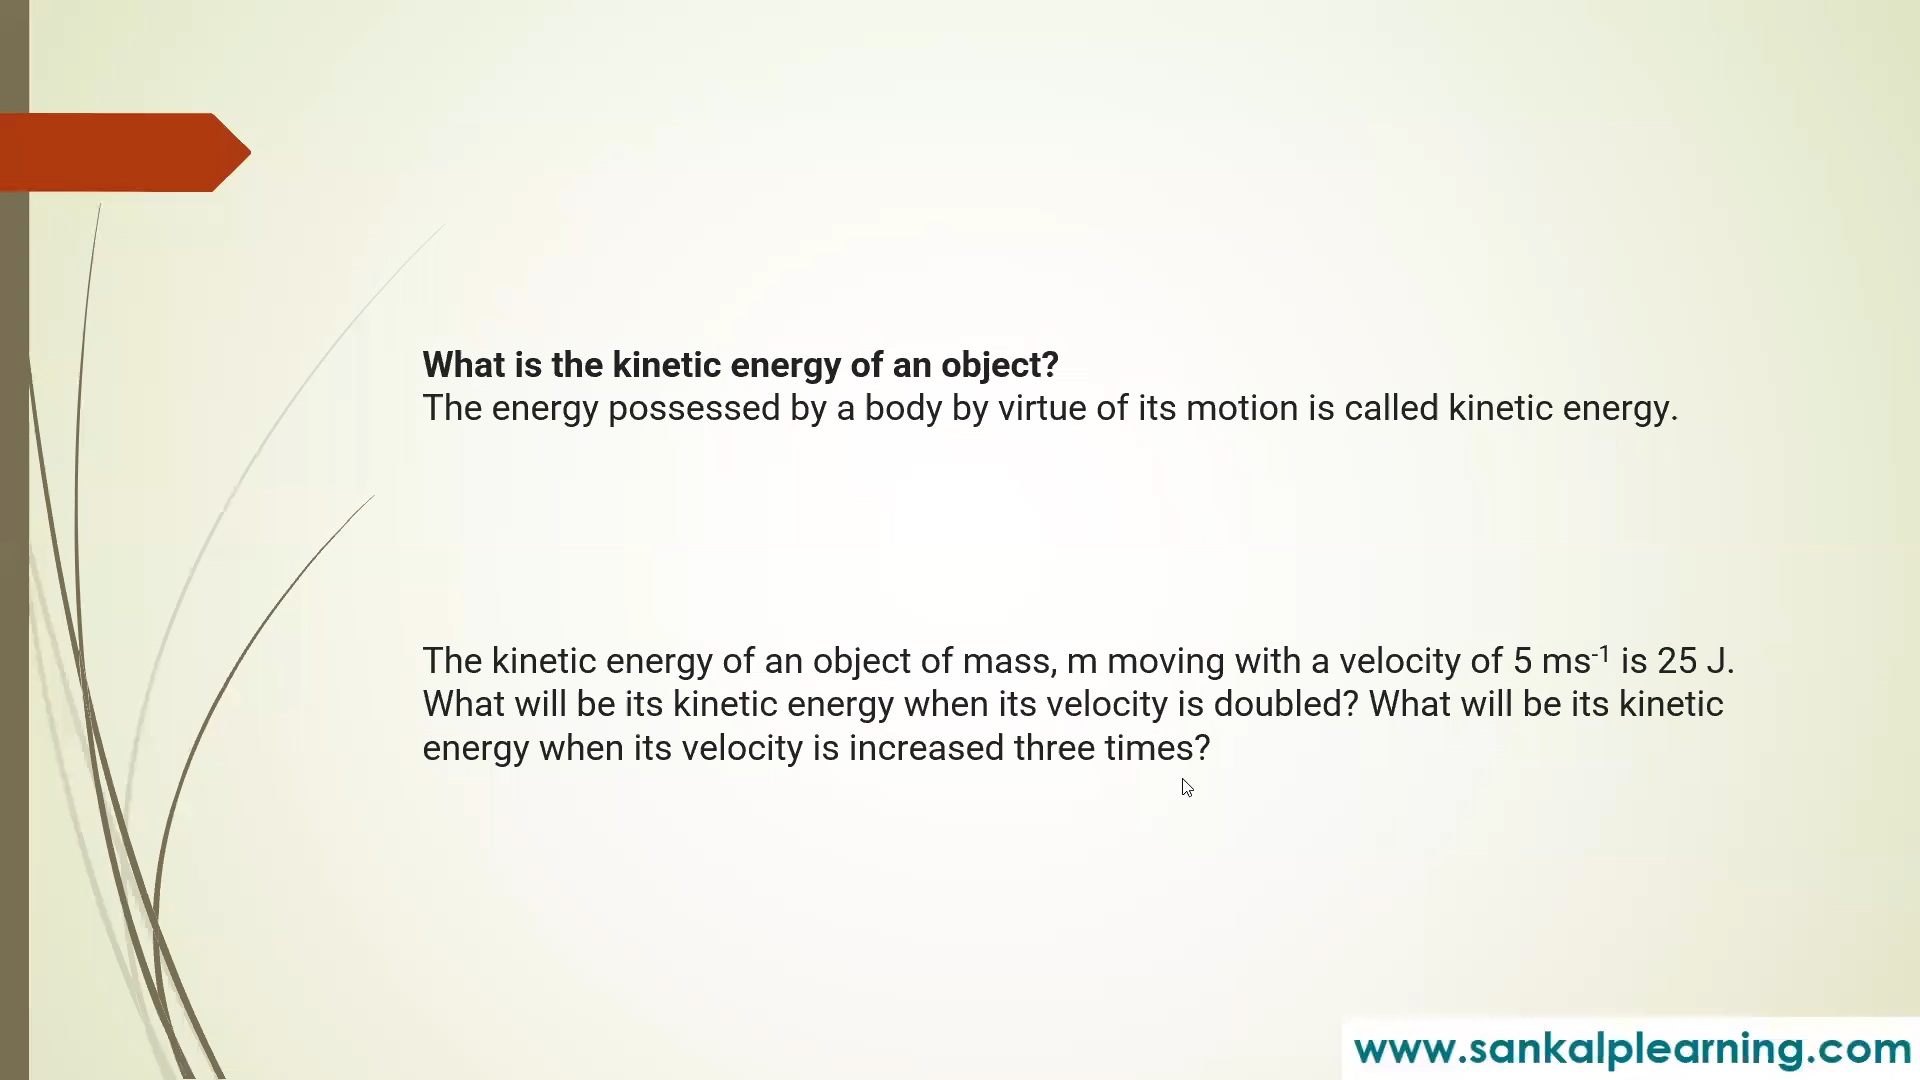 What is the kinetic energy of an object?
The energy possessed by a body by virtue of its motion is called kinetic energy.
The kinetic energy of an object of mass, m moving with a velocity of 5 ms⁻¹ is 25 J.
What will be its kinetic energy when its velocity is doubled? What will be its kinetic
energy when its velocity is increased three times?
www.sankalplearning.com